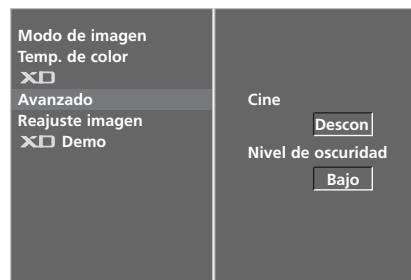 Modo de imagen
Temp. de color
XD
Avanzado
Reajuste imagen
XD Demo
Cine
Descon
Nivel de oscuridad
Bajo